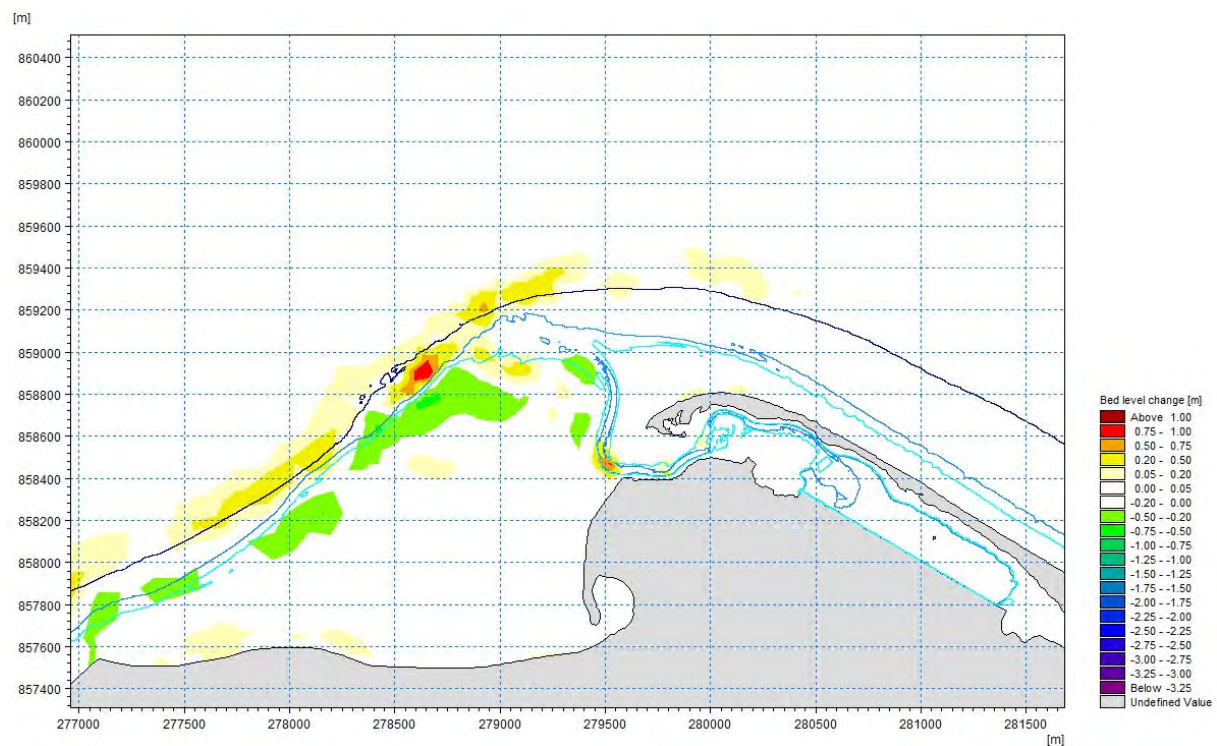 [m]
860400
860200
860000
859800
859600
859400
859200
859000
858800
858600
858400
858200
858000
857800
857600
857400
277000 277500 278000 278500 279000 279500 280000 280500 281000 281500
[m]
Bed level change [m]
Above 1.00
0.75 - 1.00
0.50 - 0.75
0.20 - 0.50
0.05 - 0.20
0.00 - 0.05
-0.20 - 0.00
-0.50 - -0.20
-0.75 - -0.50
-1.00 - -0.75
-1.25 - -1.00
-1.50 - -1.25
-1.75 - -1.50
-2.00 - -1.75
-2.25 - -2.00
-2.50 - -2.25
-2.75 - -2.50
-3.00 - -2.75
-3.25 - -3.00
Below -3.25
Undefined Value